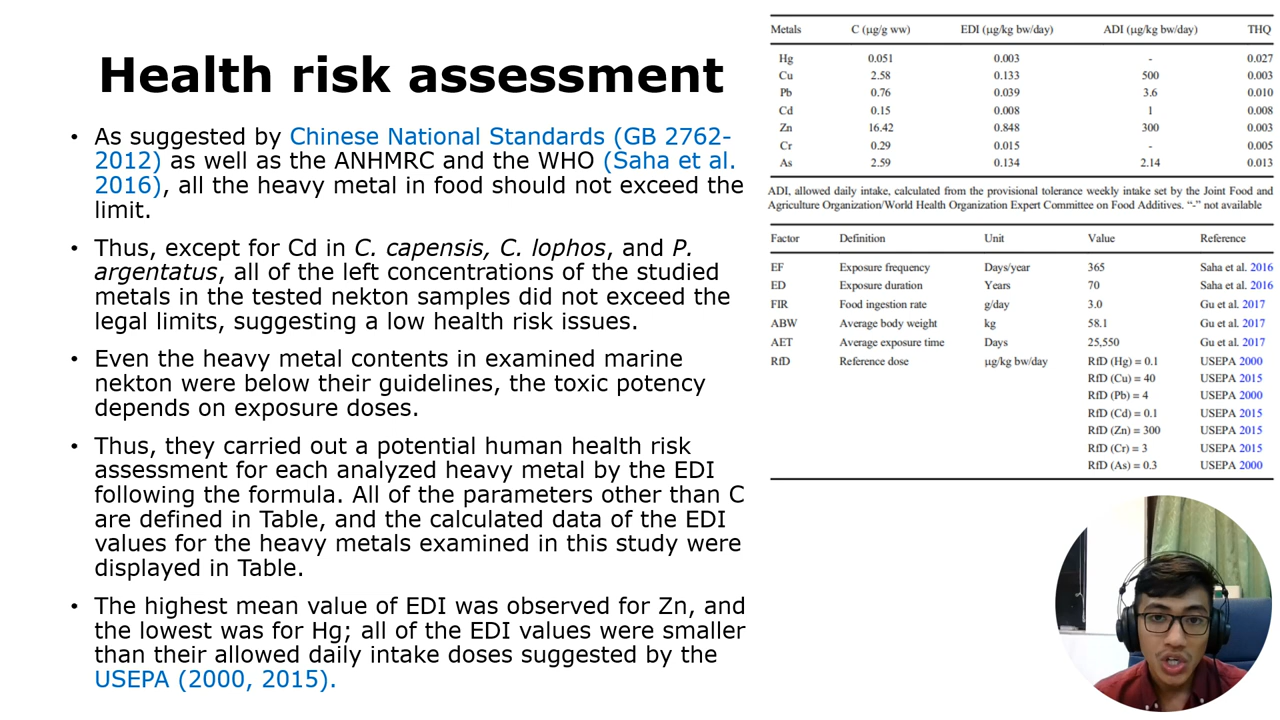 Health risk assessment
• As suggested by Chinese National Standards (GB 2762-
2012) as well as the ANHMRC and the WHO (Saha et al.
2016), all the heavy metal in food should not exceed the
limit.
• Thus, except for Cd in C. capensis, C. lophos, and P.
argentatus, all of the left concentrations of the studied
metals in the tested nekton samples did not exceed the
legal limits, suggesting a low health risk issues.
• Even the heavy metal contents in examined marine
nekton were below their guidelines, the toxic potency
depends on exposure doses.
• Thus, they carried out a potential human health risk
assessment for each analyzed heavy metal by the EDI
following the formula. All of the parameters other than C
are defined in Table, and the calculated data of the EDI
values for the heavy metals examined in this study were
displayed in Table.
• The highest mean value of EDI was observed for Zn, and
the lowest was for Hg; all of the EDI values were smaller
than their allowed daily intake doses suggested by the
USEPA (2000, 2015).
Metals C (µg/g ww) EDI (µg/kg bw/day) ADI (µg/kg bw/day) THQ
Hg 0.051 0.003 - 0.027
Cu 2.58 0.133 500 0.003
Pb 0.76 0.039 3.6 0.010
Cd 0.15 0.008 1 0.008
Zn 16.42 0.848 300 0.003
Cr 0.29 0.015 - 0.005
As 2.59 0.134 2.14 0.013
ADI, allowed daily intake, calculated from the provisional tolerance weekly intake set by the Joint Food and
Agriculture Organization/World Health Organization Expert Committee on Food Additives. “-” not available
Factor Definition Unit Value Reference
EF Exposure frequency Days/year 365 Saha et al. 2016
ED Exposure duration Years 70 Saha et al. 2016
FIR Food ingestion rate g/day 3.0 Gu et al. 2017
ABW Average body weight kg 58.1 Gu et al. 2017
AET Average exposure time Days 25,550 Gu et al. 2017
RfD Reference dose µg/kg bw/day RfD (Hg) = 0.1 USEPA 2000
RfD (Cu) = 40 USEPA 2015
RfD (Pb) = 4 USEPA 2000
RfD (Cd) = 0.1 USEPA 2015
RfD (Zn) = 300 USEPA 2015
RfD (Cr) = 3 USEPA 2015
RfD (As) = 0.3 USEPA 2000